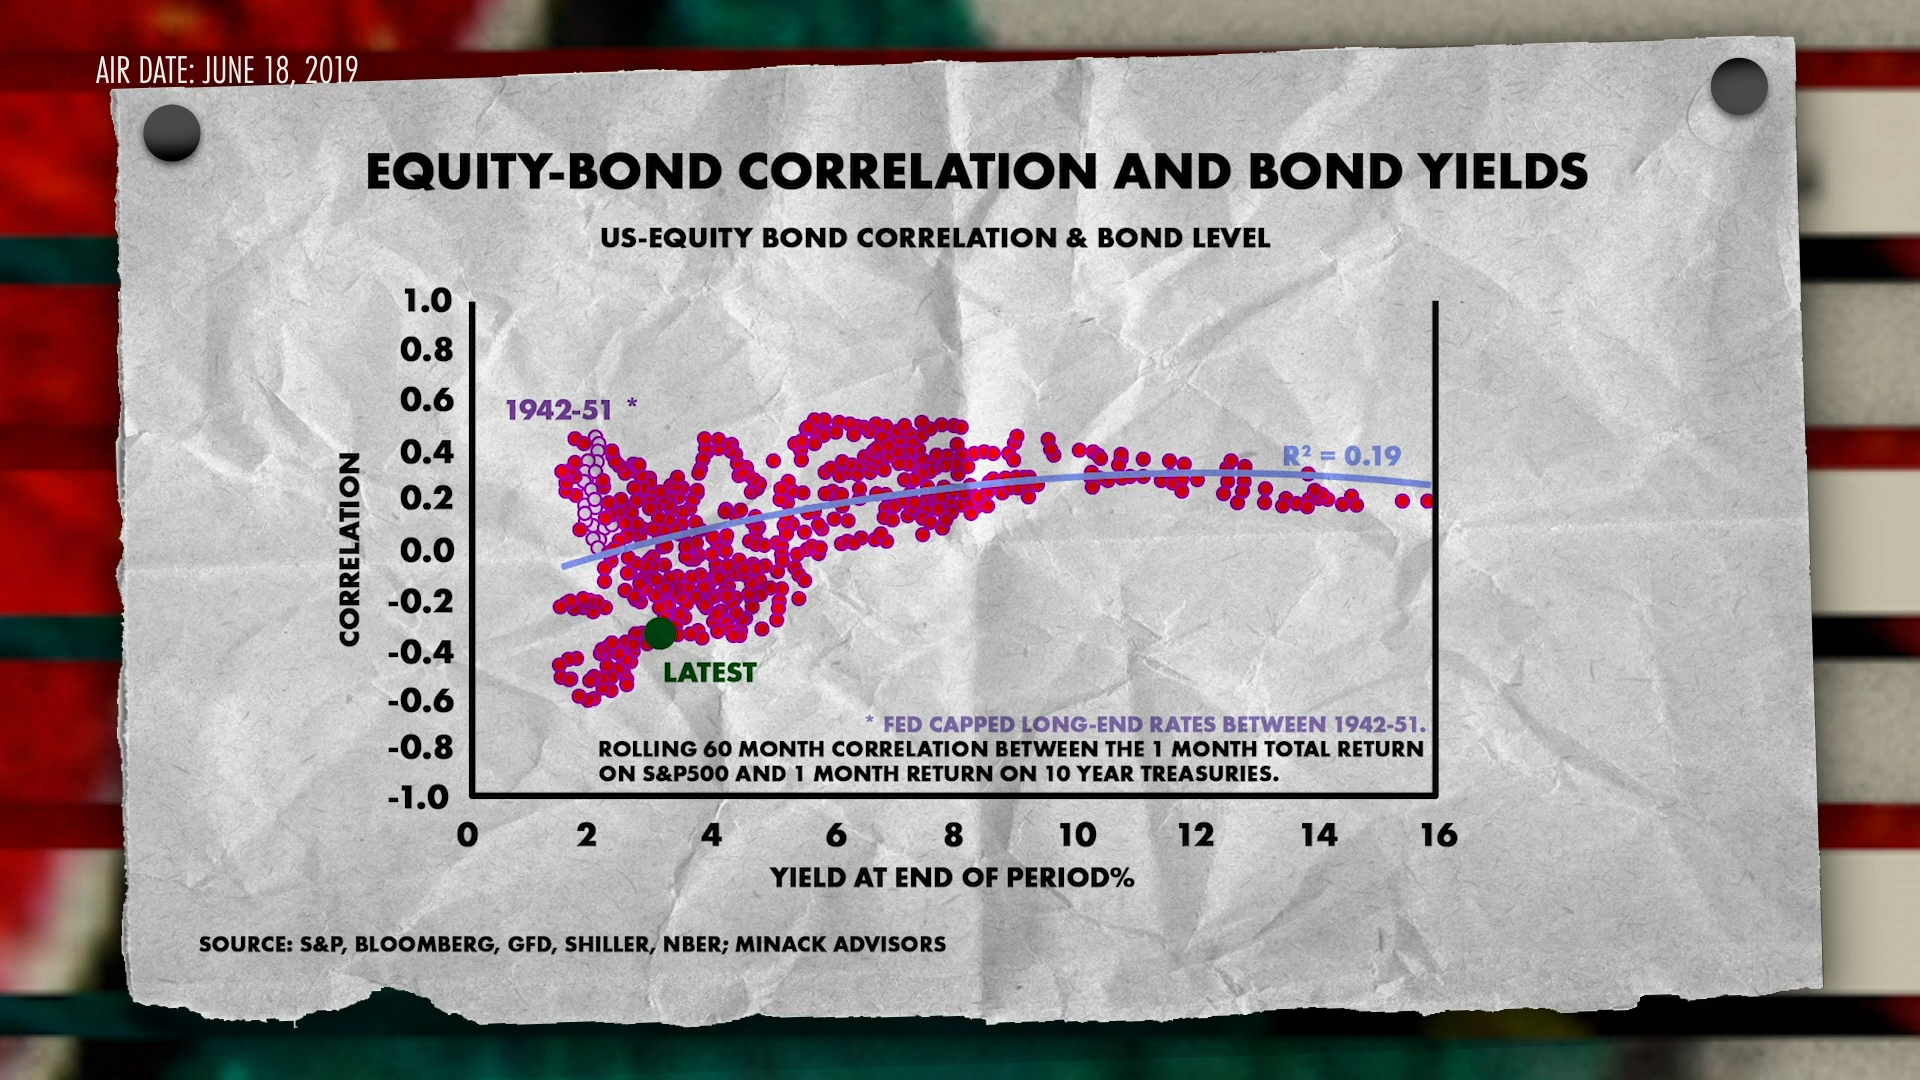 AIR DATE: JUNE 18, 2019
EQUITY-BOND CORRELATION AND BOND YIELDS
US-EQUITY BOND CORRELATION & BOND LEVEL
1.0
0.8
0.6
0.4
0.2
0.0
-0.2
-0.4
-0.6
-0.8
-1.0
CORRELATION
1942-51 *
R² = 0.19
LATEST
* FED CAPPED LONG-END RATES BETWEEN 1942-51.
ROLLING 60 MONTH CORRELATION BETWEEN THE 1 MONTH TOTAL RETURN
ON S&P500 AND 1 MONTH RETURN ON 10 YEAR TREASURIES.
0 2 4 6 8 10 12 14 16
YIELD AT END OF PERIOD%
SOURCE: S&P, BLOOMBERG, GFD, SHILLER, NBER; MINACK ADVISORS